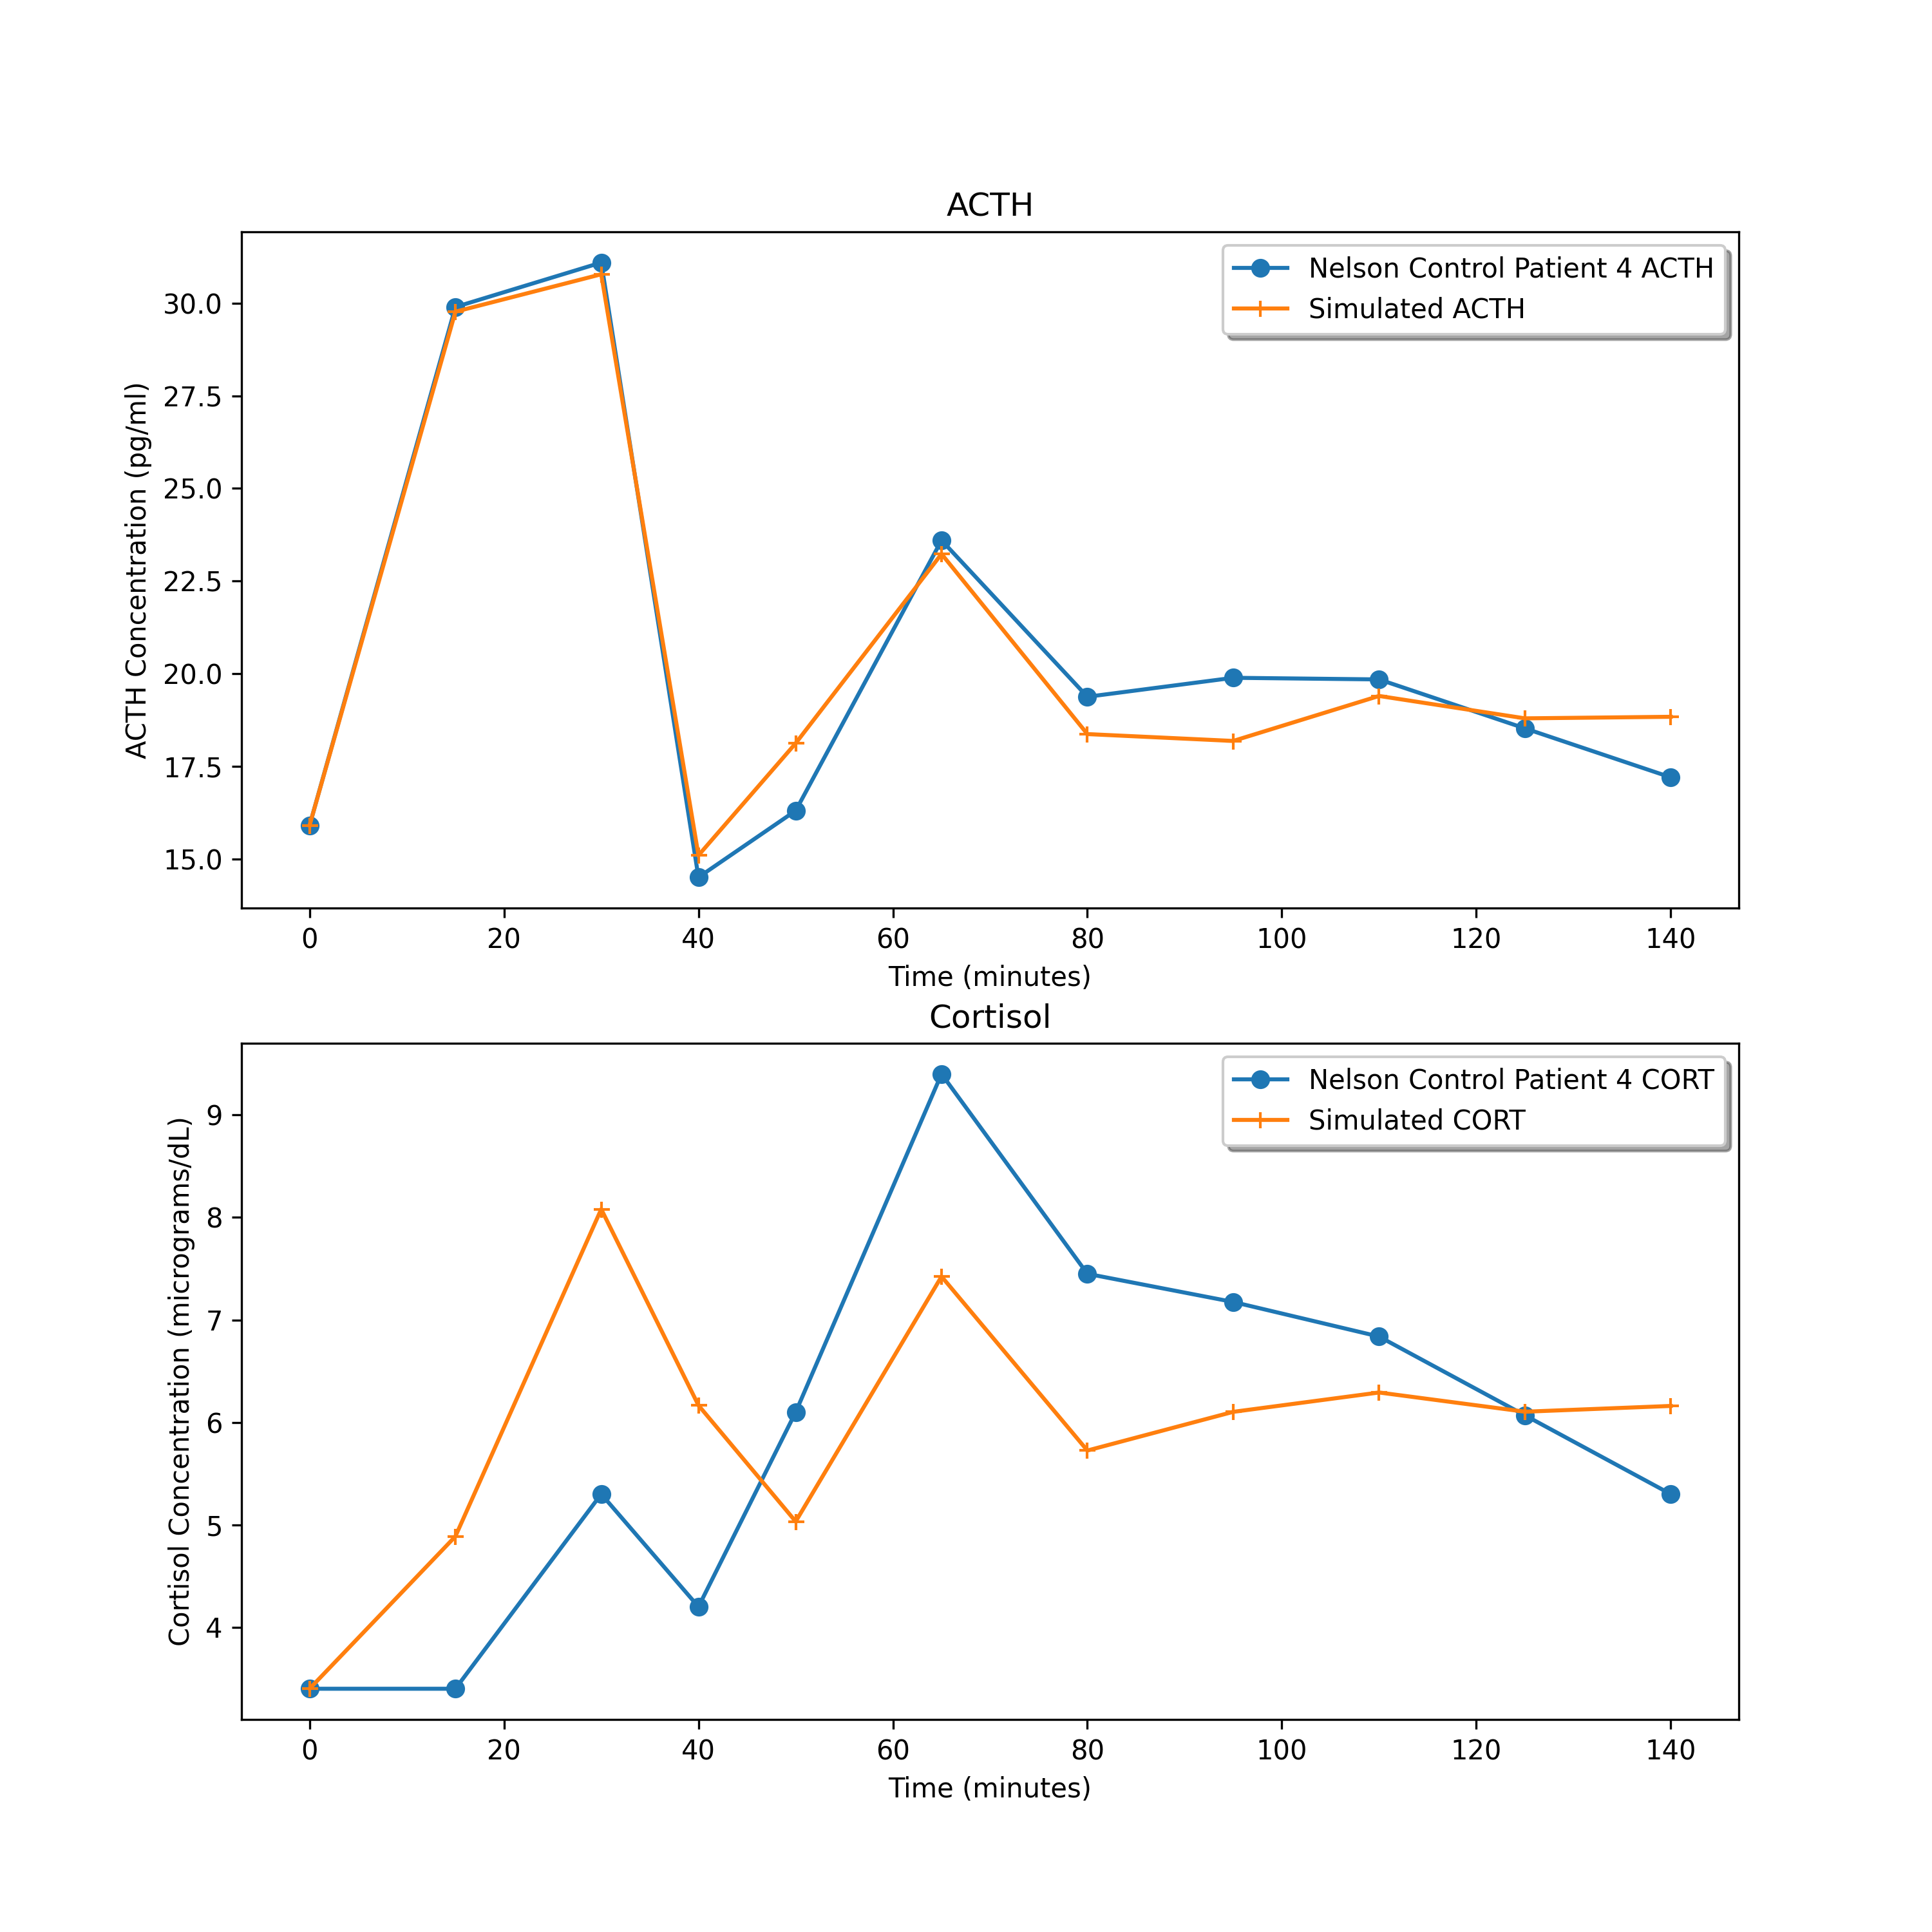 ACTH
Nelson Control Patient 4 ACTH
Simulated ACTH
ACTH Concentration (pg/ml)
30.0
27.5
25.0
22.5
20.0
17.5
15.0
0 20 40 60 80 100 120 140
Time (minutes)
Cortisol
Nelson Control Patient 4 CORT
Simulated CORT
Cortisol Concentration (micrograms/dL)
9
8
7
6
5
4
0 20 40 60 80 100 120 140
Time (minutes)